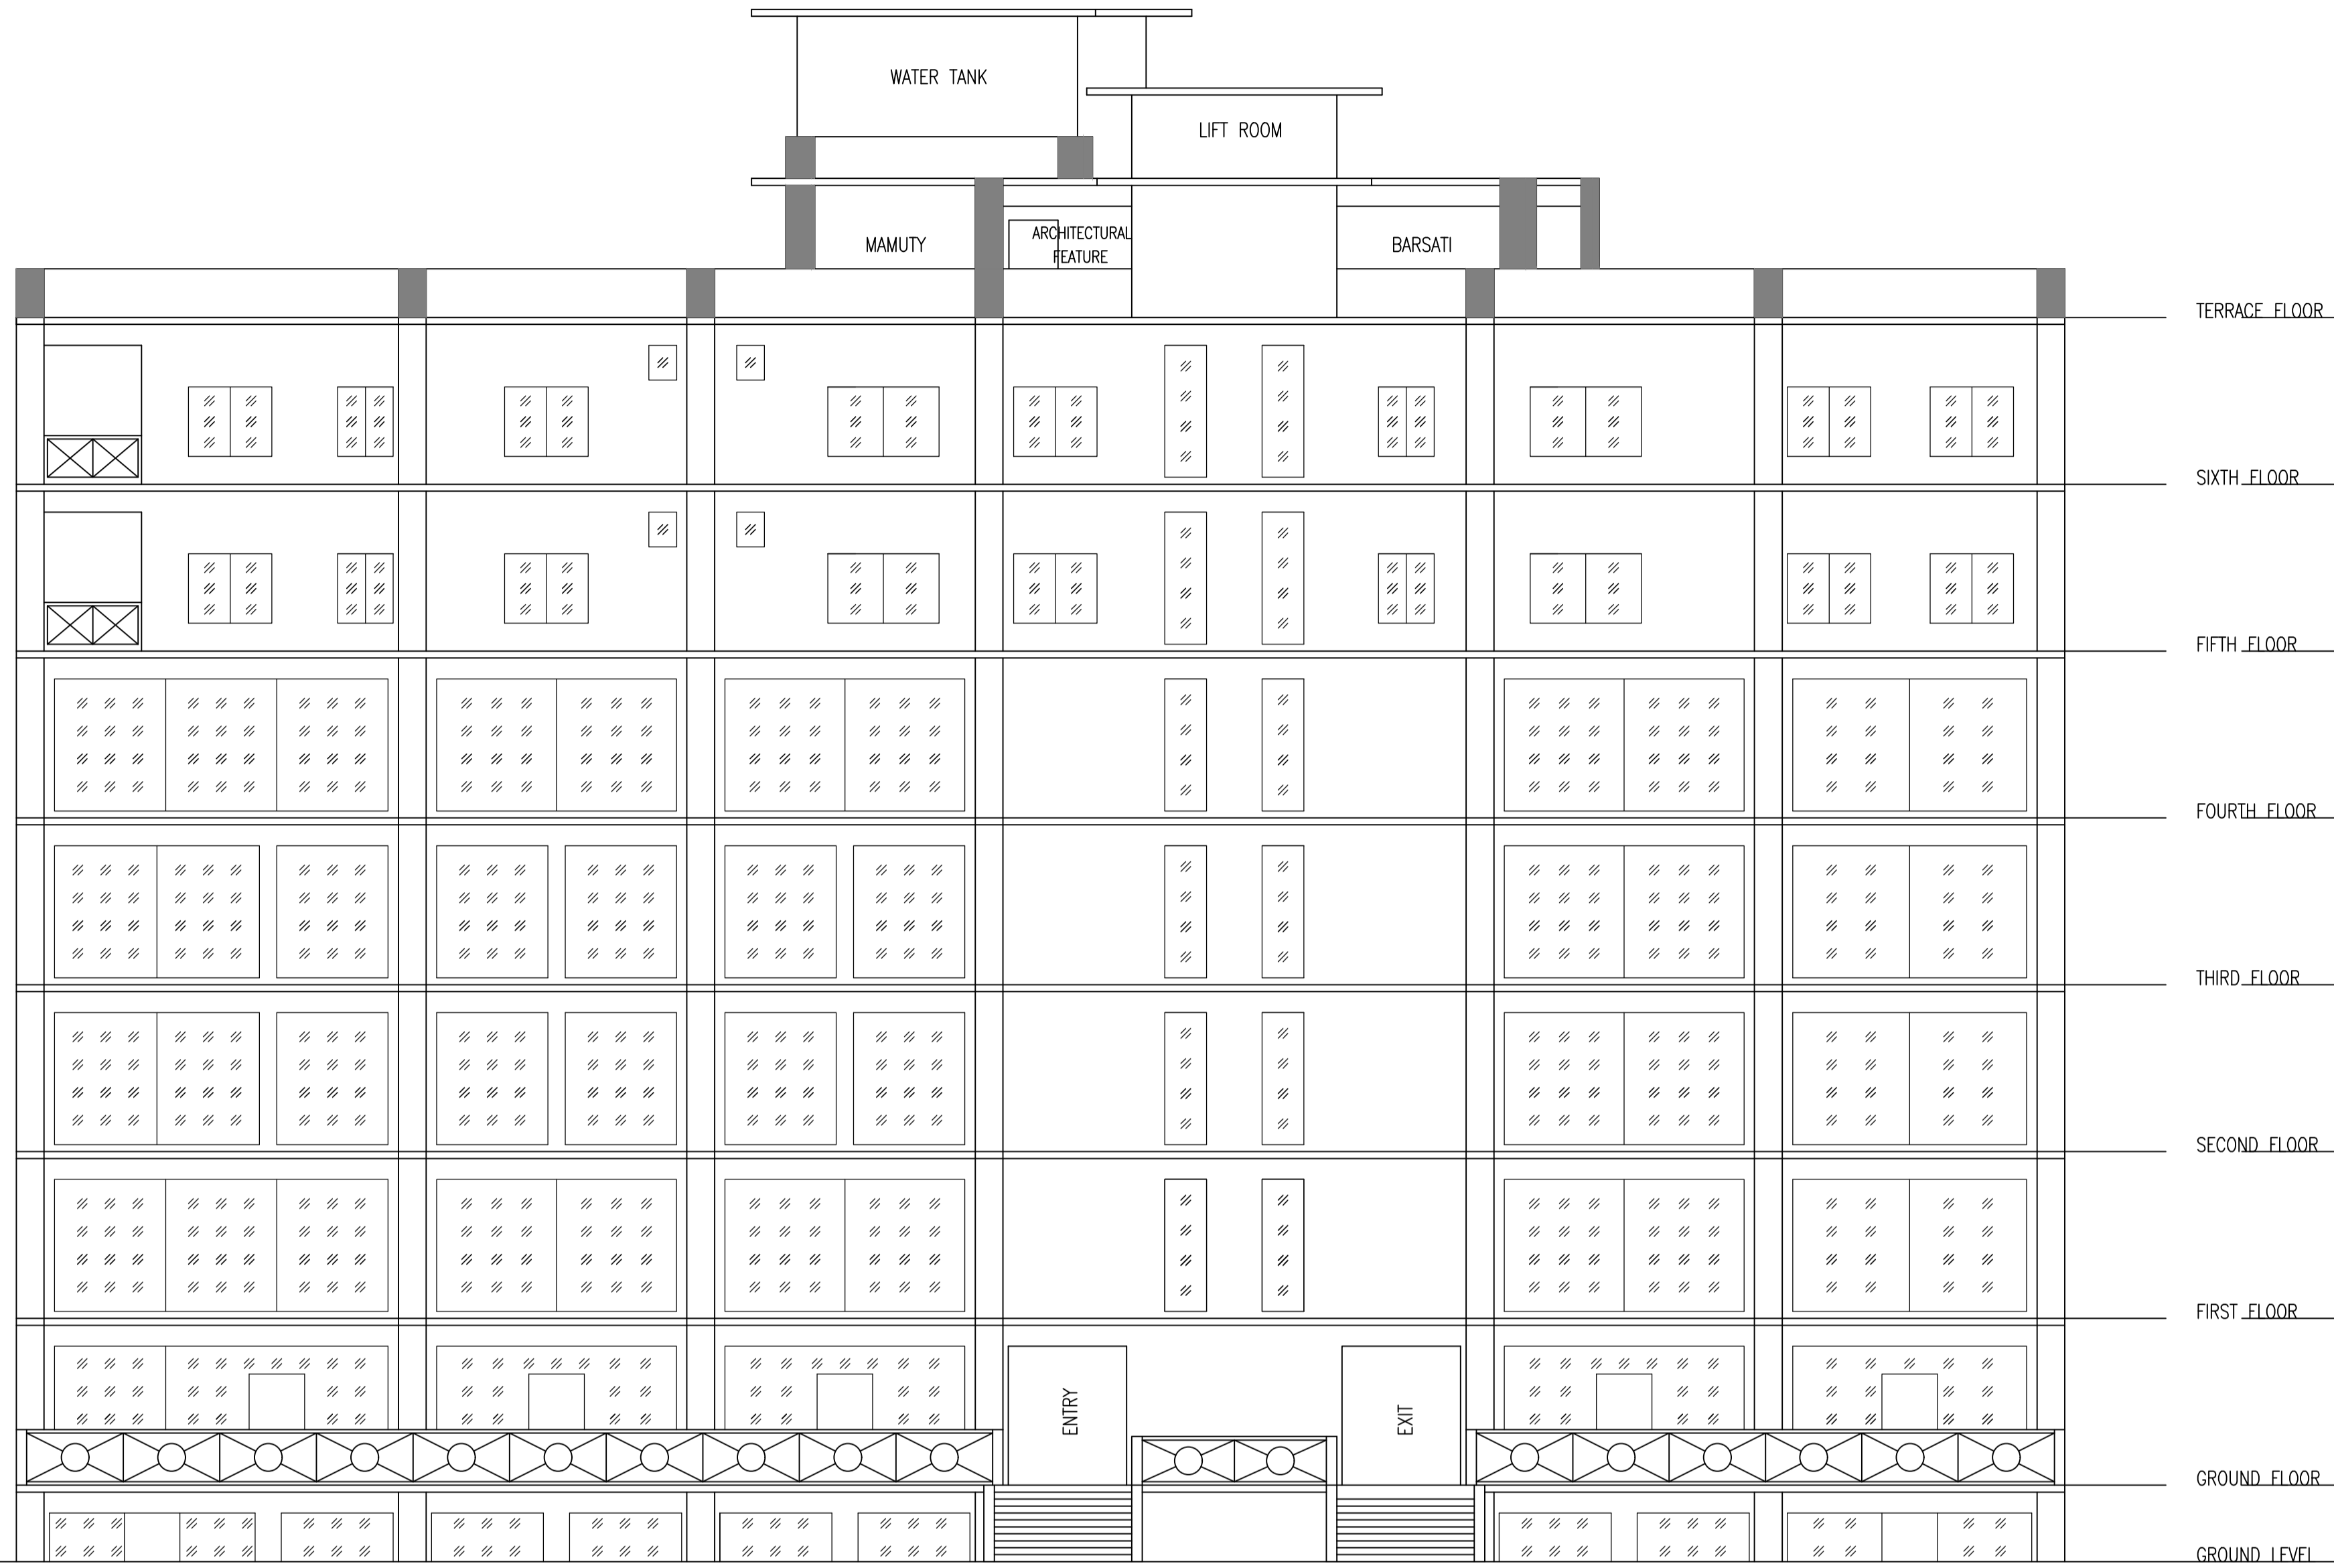 WATER TANK
LIFT ROOM
MAMUTY
ARCHITECTURAL
FEATURE
BARSATI
TERRACE FLOOR
SIXTH FLOOR
FIFTH FLOOR
FOURTH FLOOR
THIRD FLOOR
SECOND FLOOR
FIRST FLOOR
ENTRY
EXIT
GROUND FLOOR
GROUND LEVEL